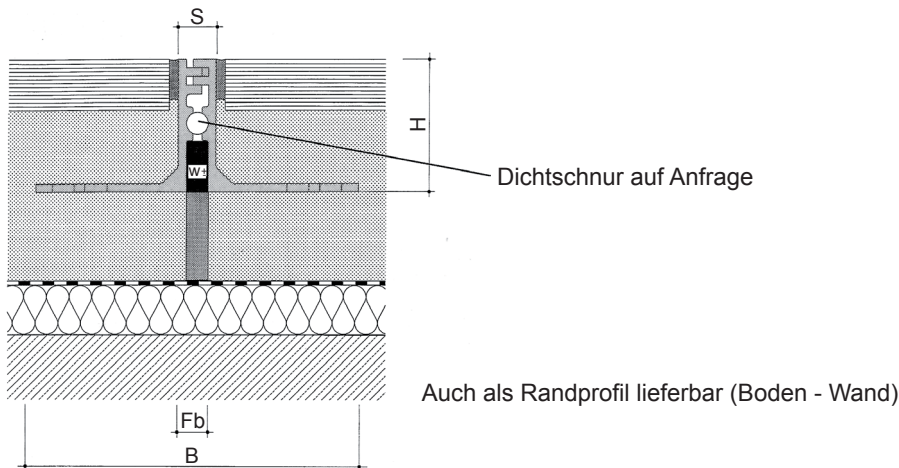 S
H
W±
Dichtschnur auf Anfrage
Auch als Randprofil lieferbar (Boden - Wand)
Fb
B